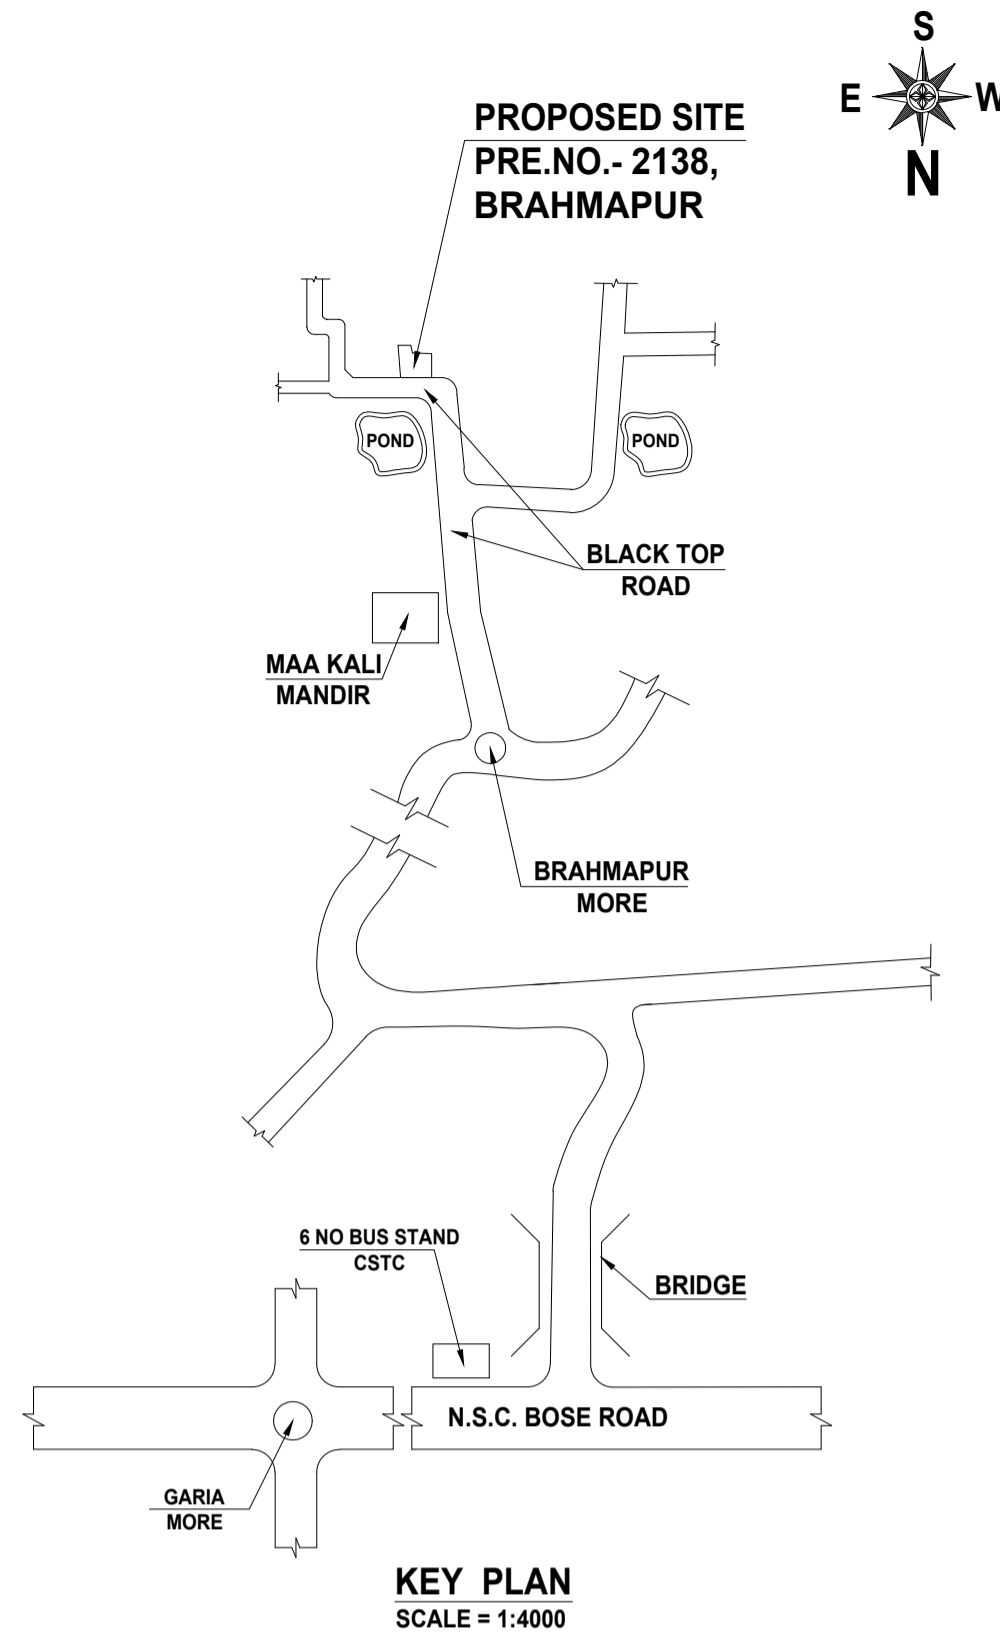 S
E
W
N
PROPOSED SITE
PRE.NO.- 2138,
BRAHMAPUR
POND
POND
BLACK TOP
ROAD
MAA KALI
MANDIR
BRAHMAPUR
MORE
6 NO BUS STAND
CSTC
BRIDGE
N.S.C. BOSE ROAD
GARIA
MORE
KEY PLAN
SCALE = 1:4000